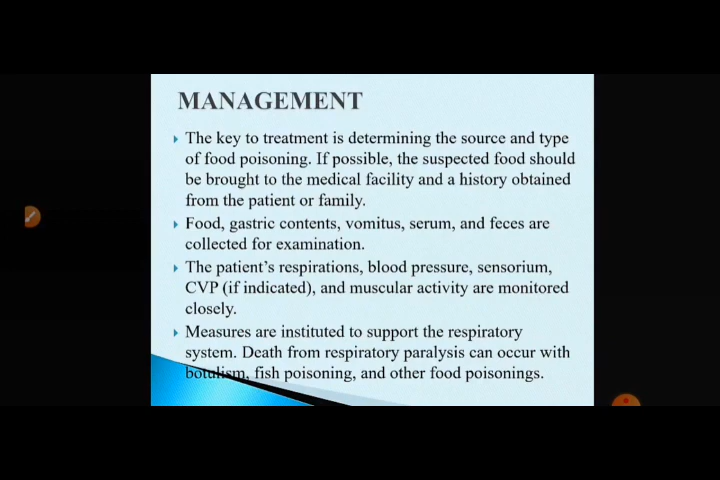 MANAGEMENT
The key to treatment is determining the source and type
of food poisoning. If possible, the suspected food should
be brought to the medical facility and a history obtained
from the patient or family.
Food, gastric contents, vomitus, serum, and feces are
collected for examination.
The patient's respirations, blood pressure, sensorium,
CVP (if indicated), and muscular activity are monitored
closely.
Measures are instituted to support the respiratory
system. Death from respiratory paralysis can occur with
botulism, fish poisoning, and other food poisonings.